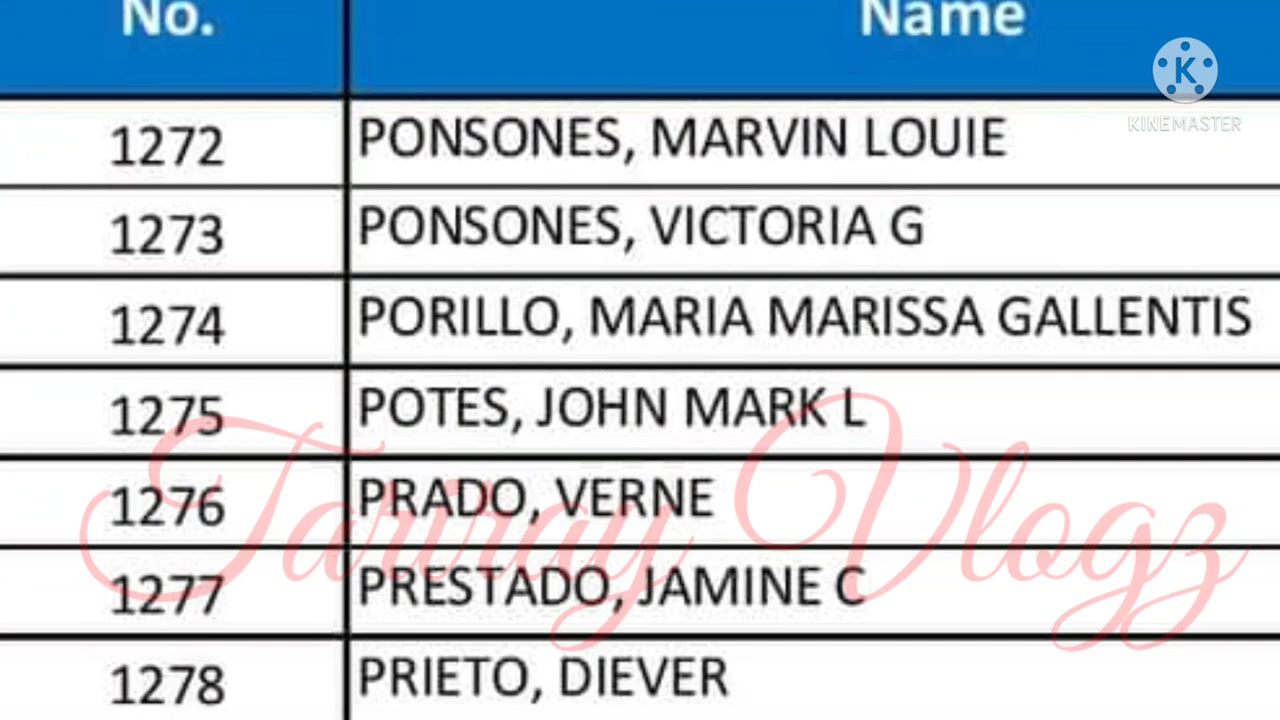 No. Name
KINEMASTER
1272 PONSONES, MARVIN LOUIE
1273 PONSONES, VICTORIA G
1274 PORILLO, MARIA MARISSA GALLENTIS
1275 POTES, JOHN MARK L
1276 PRADO, VERNE
1277 PRESTADO, JAMINE C
1278 PRIETO, DIEVER
Vlogz